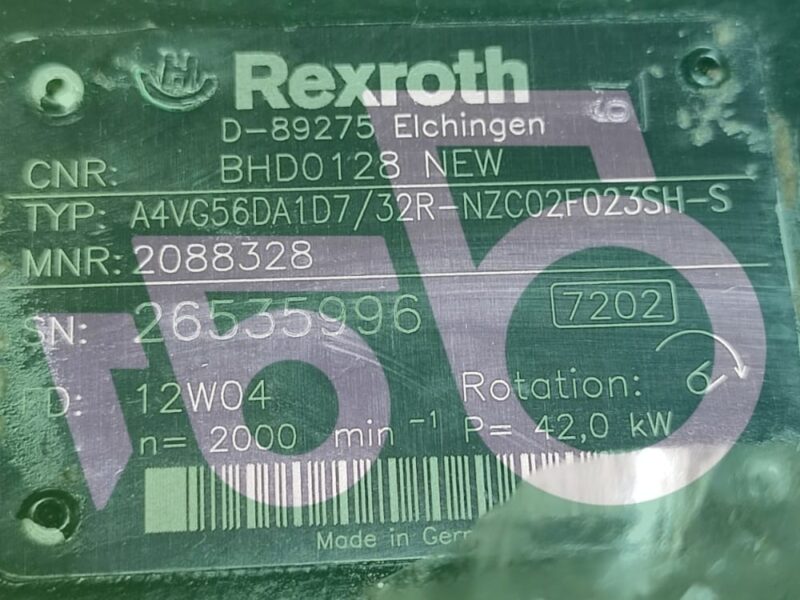 Rexroth
D-89275 Elchingen
CNR: BHD0128 NEW
TYP: A4VG56DA1D7/32R-NZC02F023SH-S
MNR: 2088328
SN: 26535996 7202
FD: 12W04 Rotation:
n= 2000 min⁻¹ P= 42,0 kW
Made in Germ